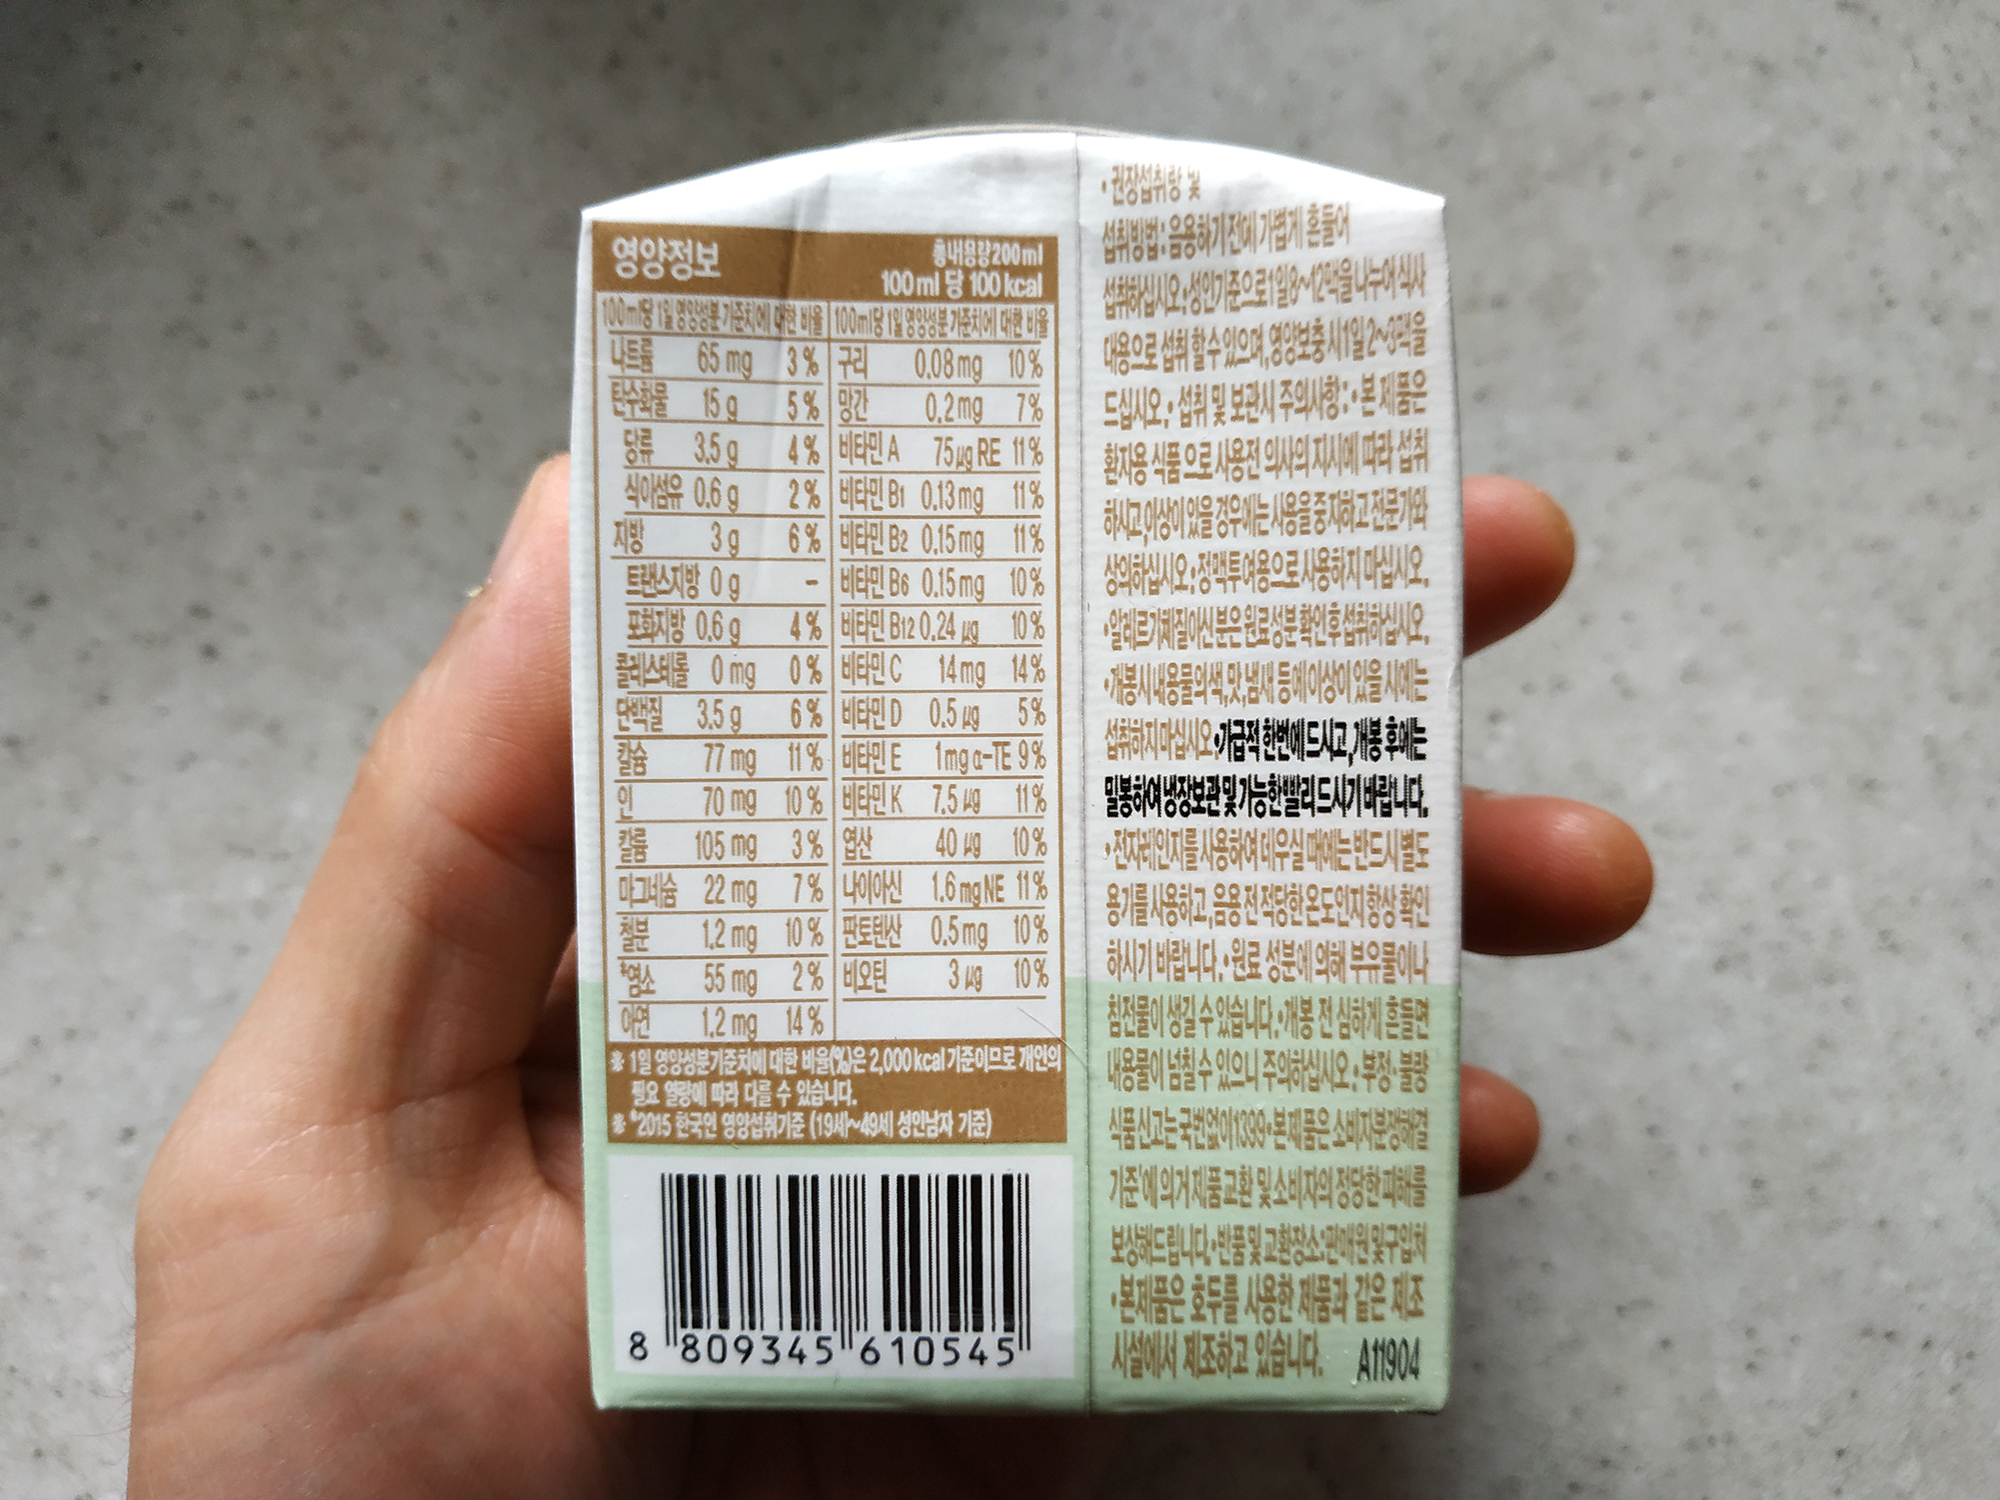 영양정보
총내용량200ml
100ml 당 100kcal
100ml당 1일 영양성분 기준치에 대한 비율
나트륨 65mg 3%
탄수화물 15g 5%
당류 3.5g 4%
식이섬유 0.6g 2%
지방 3g 6%
트랜스지방 0g -
포화지방 0.6g 4%
콜레스테롤 0mg 0%
단백질 3.5g 6%
칼슘 77mg 11%
인 70mg 10%
칼륨 105mg 3%
마그네슘 22mg 7%
철분 1.2mg 10%
*염소 55mg 2%
아연 1.2mg 14%
100ml당 1일 영양성분 기준치에 대한 비율
구리 0.08mg 10%
망간 0.2mg 7%
비타민 A 75µg RE 11%
비타민 B1 0.13mg 11%
비타민 B2 0.15mg 11%
비타민 B6 0.15mg 10%
비타민 B12 0.24µg 10%
비타민 C 14mg 14%
비타민 D 0.5µg 5%
비타민 E 1mg α-TE 9%
비타민 K 7.5µg 11%
엽산 40µg 10%
나이아신 1.6mg NE 11%
판토텐산 0.5mg 10%
비오틴 3µg 10%
※ 1일 영양성분기준치에 대한 비율(%)은 2,000kcal 기준이므로 개인의
필요 열량에 따라 다를 수 있습니다.
※ *2015 한국인 영양섭취기준 (19세~49세 성인남자 기준)
8 809345 610545
•권장섭취량 및
섭취방법: 음용하기 전에 가볍게 흔들어
섭취하십시오; 성인기준으로 1일 8~12팩을 나누어 식사
대용으로 섭취 할 수 있으며, 영양보충 시 1일 2~3팩을
드십시오.• 섭취 및 보관시 주의사항:•본 제품은
환자용 식품 으로 사용전 의사의 지시에 따라 섭취
하시고, 이상이 있을 경우에는 사용을 중지하고 전문가와
상의하십시오;정맥투여용으로 사용하지 마십시오.
•알레르기체질이신 분은 원료성분 확인 후 섭취하십시오.
•개봉시 내용물의 색, 맛, 냄새 등에 이상이 있을 시에는
섭취하지 마십시오.•가급적 한번에 드시고, 개봉 후에는
밀봉하여 냉장보관 및 가능한 빨리 드시기 바랍니다.
•전자레인지를 사용하여 데우실 때에는 반드시 별도
용기를 사용하고, 음용 전 적당한 온도인지 항상 확인
하시기 바랍니다.•원료 성분에 의해 부유물이나
침전물이 생길 수 있습니다.•개봉 전 심하게 흔들면
내용물이 넘칠 수 있으니 주의하십시오.•부정·불량
식품 신고는 국번없이 1399•본 제품은 소비자분쟁해결
기준'에 의거 제품교환 및 소비자의 정당한 피해를
보상해드립니다.•반품 및 교환장소:판매원 및 구입처
•본제품은 호두를 사용한 제품과 같은 제조
시설에서 제조하고 있습니다. A11904